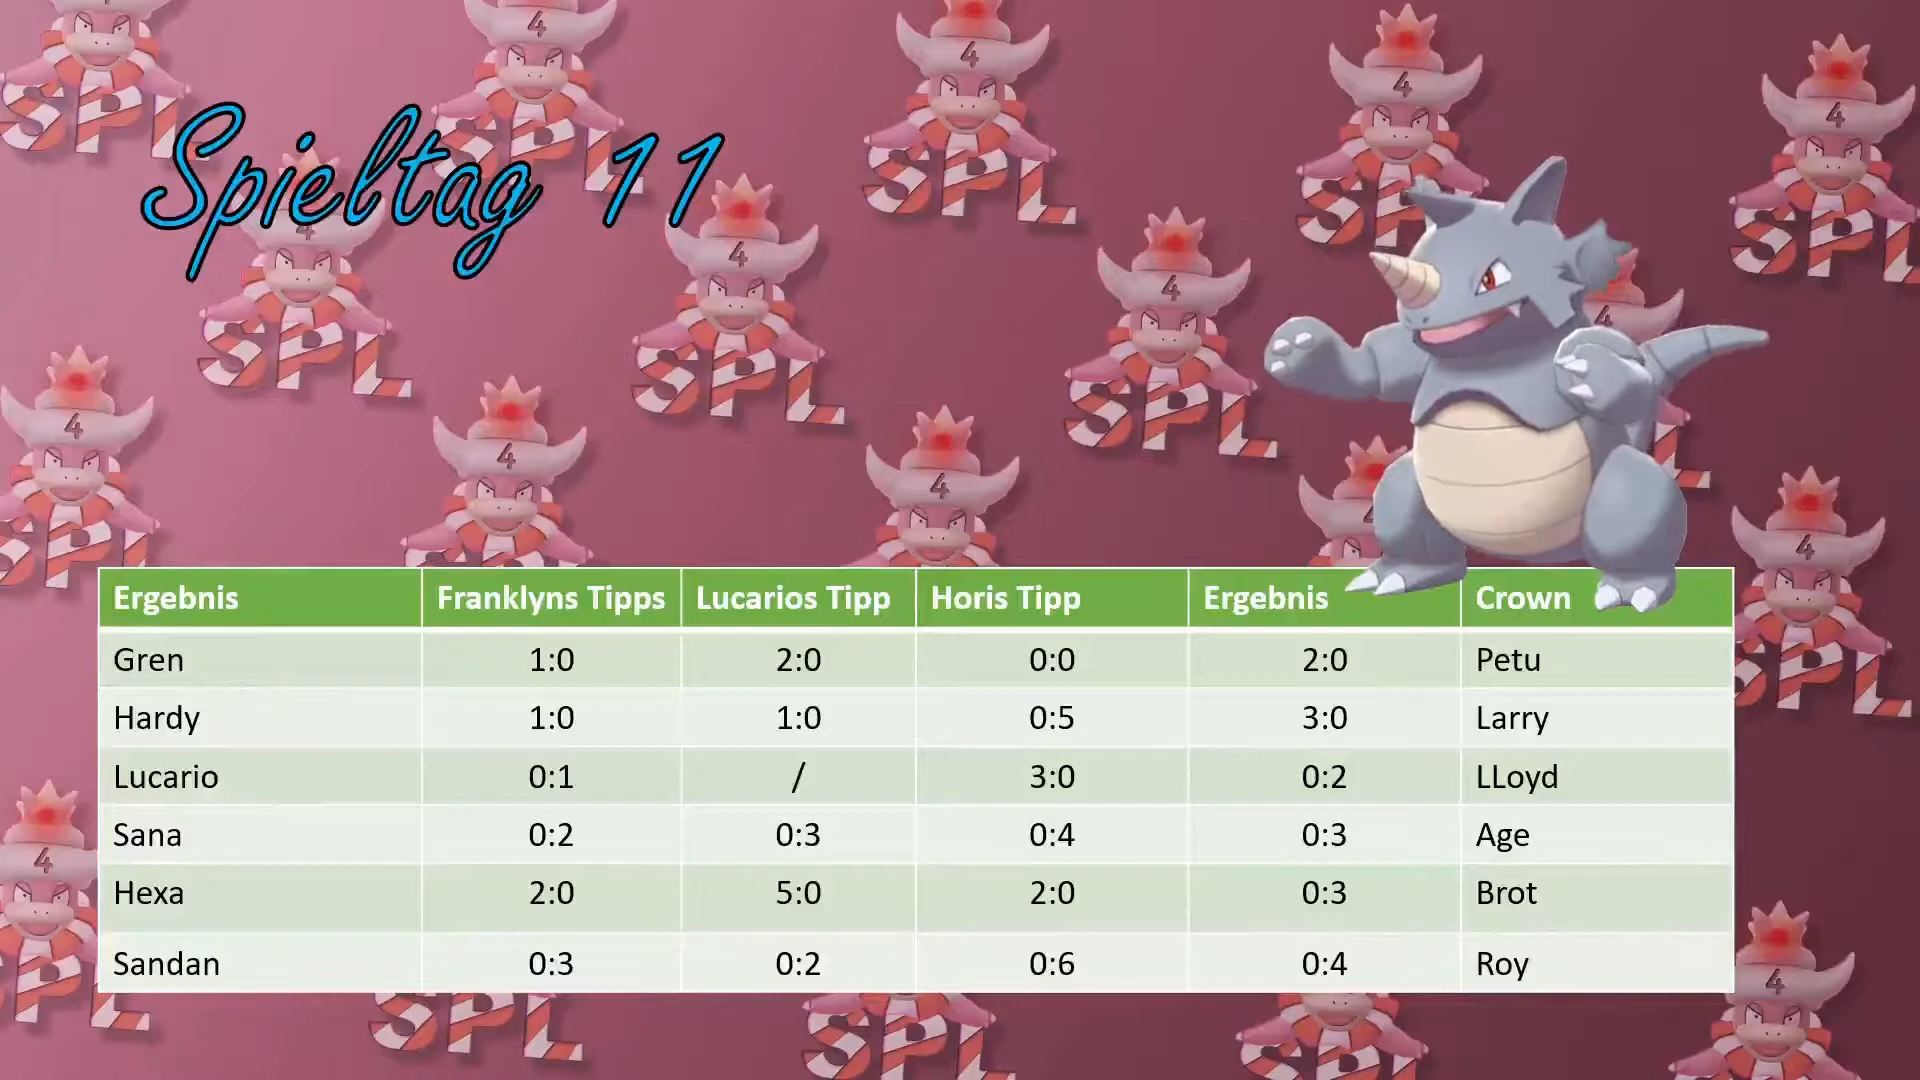 Spieltag 11
Ergebnis Franklyns Tipps Lucarios Tipp Horis Tipp Ergebnis Crown
Gren 1:0 2:0 0:0 2:0 Petu
Hardy 1:0 1:0 0:5 3:0 Larry
Lucario 0:1 / 3:0 0:2 LLoyd
Sana 0:2 0:3 0:4 0:3 Age
Hexa 2:0 5:0 2:0 0:3 Brot
Sandan 0:3 0:2 0:6 0:4 Roy
4 SPL